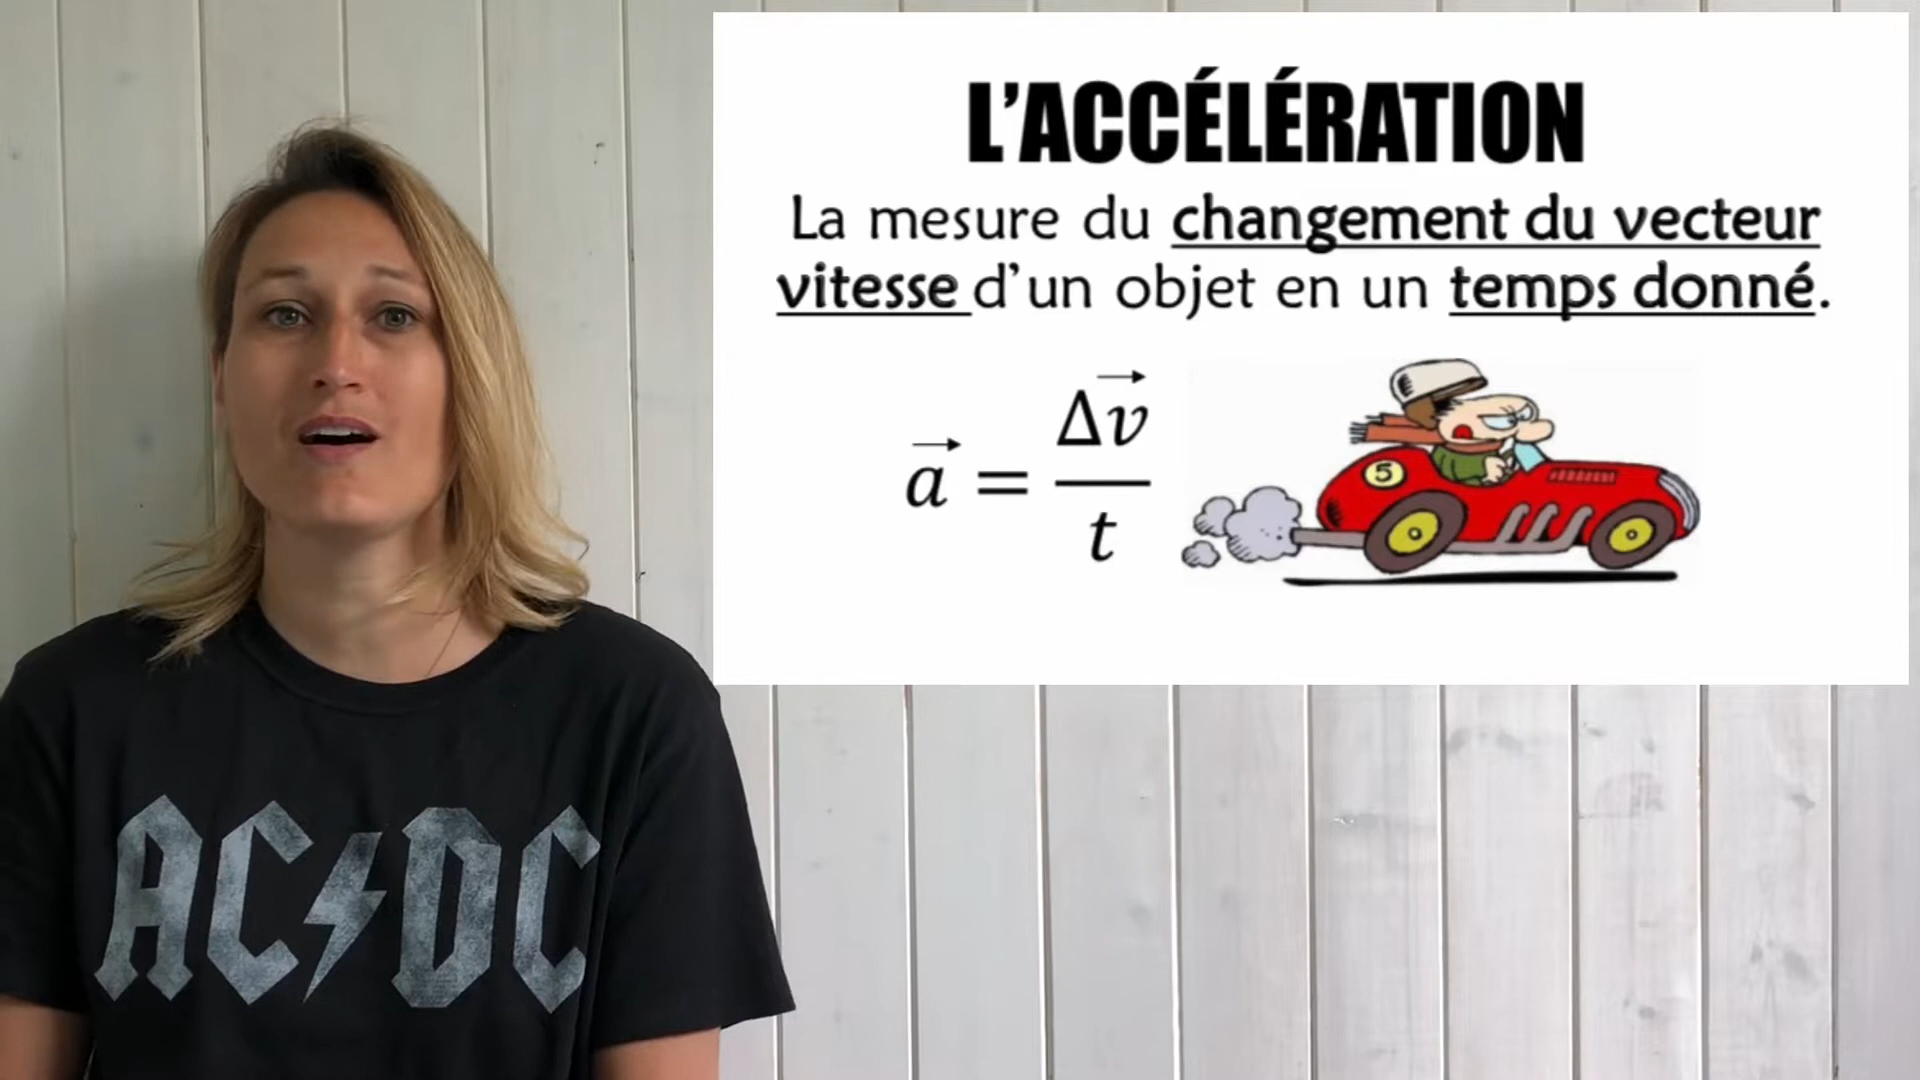 L'ACCÉLÉRATION
La mesure du changement du vecteur
vitesse d'un objet en un temps donné.
a⃗ = Δv⃗ / t
5
AC⚡DC